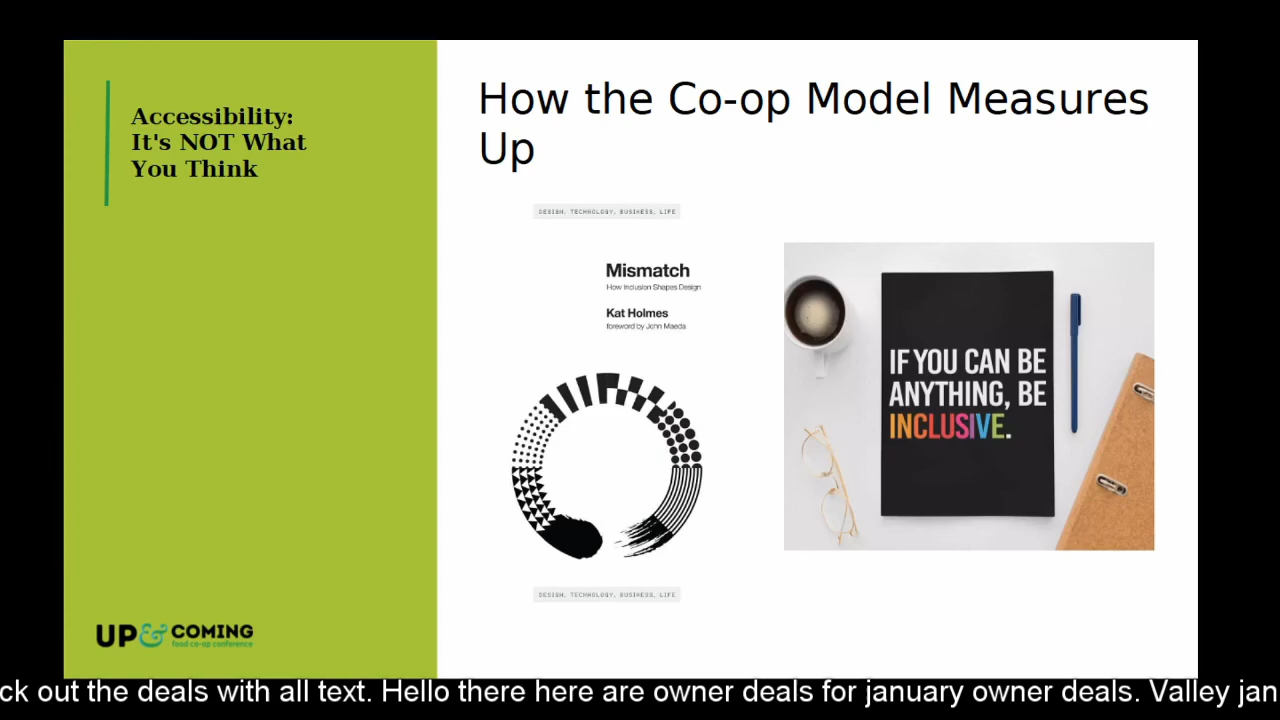 Accessibility:
It's NOT What
You Think
How the Co-op Model Measures
Up
DESIGN, TECHNOLOGY, BUSINESS, LIFE
Mismatch
How Inclusion Shapes Design
Kat Holmes
foreword by John Maeda
DESIGN, TECHNOLOGY, BUSINESS, LIFE
IF YOU CAN BE
ANYTHING, BE
INCLUSIVE.
UP & COMING
food co-op conference
ck out the deals with all text. Hello there here are owner deals for january owner deals. Valley jan